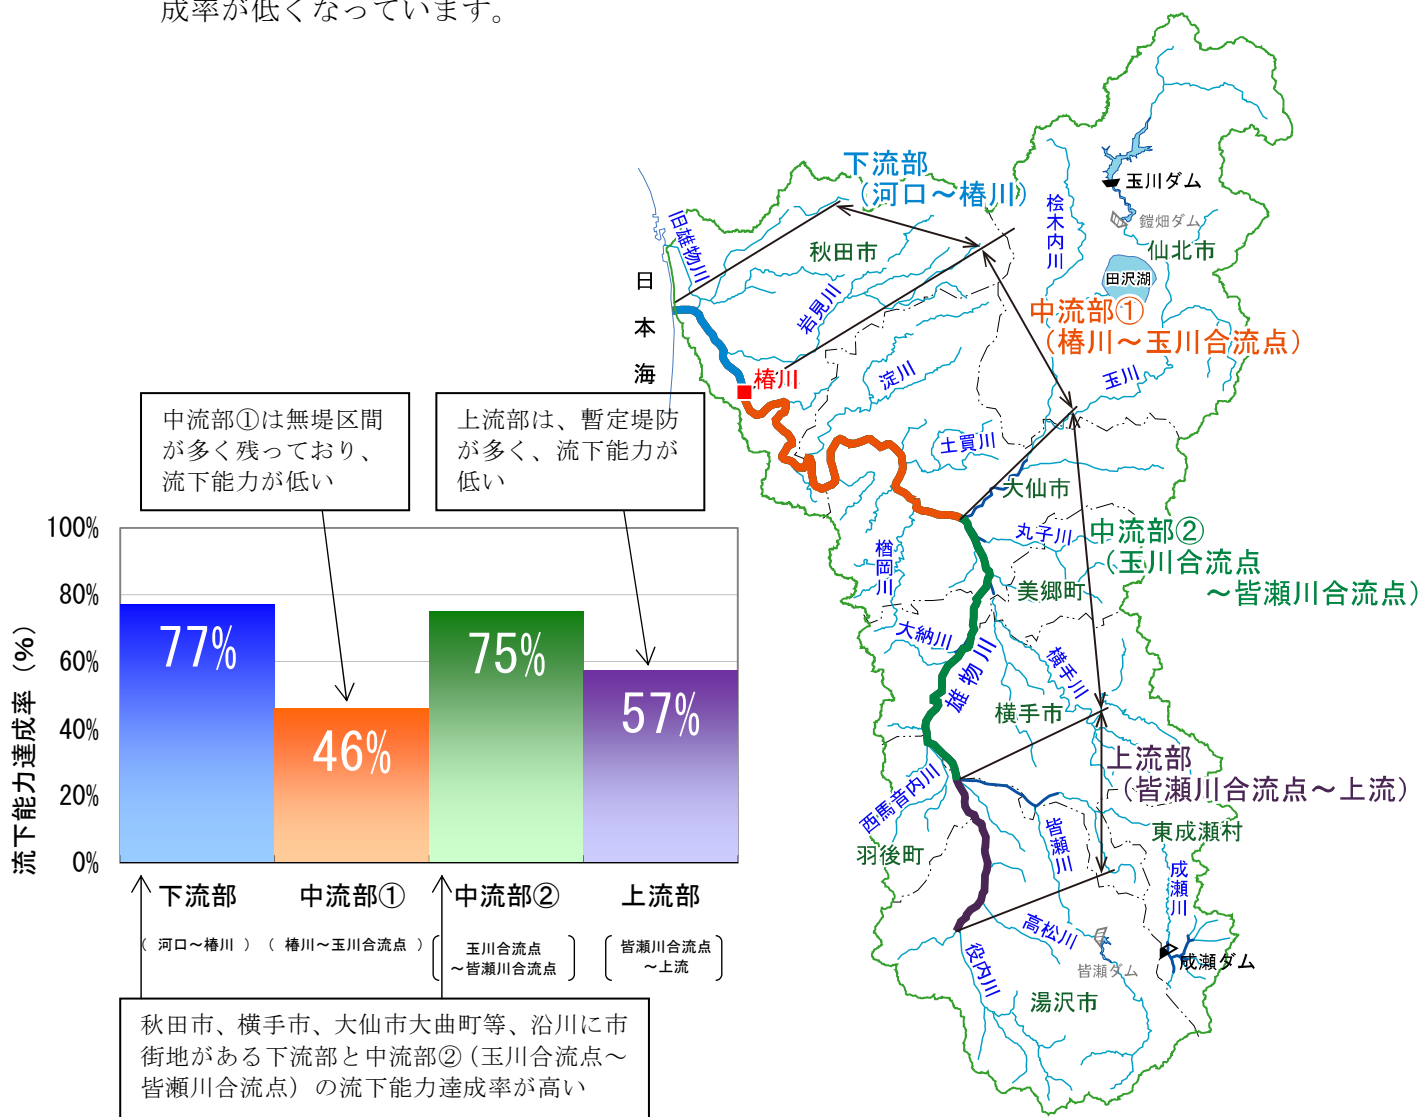 成率が低くなっています。
下流部
(河口～椿川)
旧雄物川
秋田市
日
本
海
岩見川
椿川
淀川
桧木内川
玉川ダム
鎧畑ダム
仙北市
田沢湖
中流部①
(椿川～玉川合流点)
玉川
土買川
大仙市
丸子川
中流部②
(玉川合流点
～皆瀬川合流点)
楢岡川
美郷町
大納川
雄物川
横手川
横手市
上流部
(皆瀬川合流点～上流)
西馬音内川
羽後町
皆瀬川
東成瀬村
成瀬川
高松川
役内川
皆瀬ダム
成瀬ダム
湯沢市
中流部①は無堤区間
が多く残っており、
流下能力が低い
上流部は、暫定堤防
が多く、流下能力が
低い
流下能力達成率（％）
100%
80%
60%
40%
20%
0%
77%
46%
75%
57%
下流部
中流部①
中流部②
上流部
(河口～椿川)
(椿川～玉川合流点)
玉川合流点
～皆瀬川合流点
皆瀬川合流点
～上流
秋田市、横手市、大仙市大曲町等、沿川に市
街地がある下流部と中流部②（玉川合流点～
皆瀬川合流点）の流下能力達成率が高い